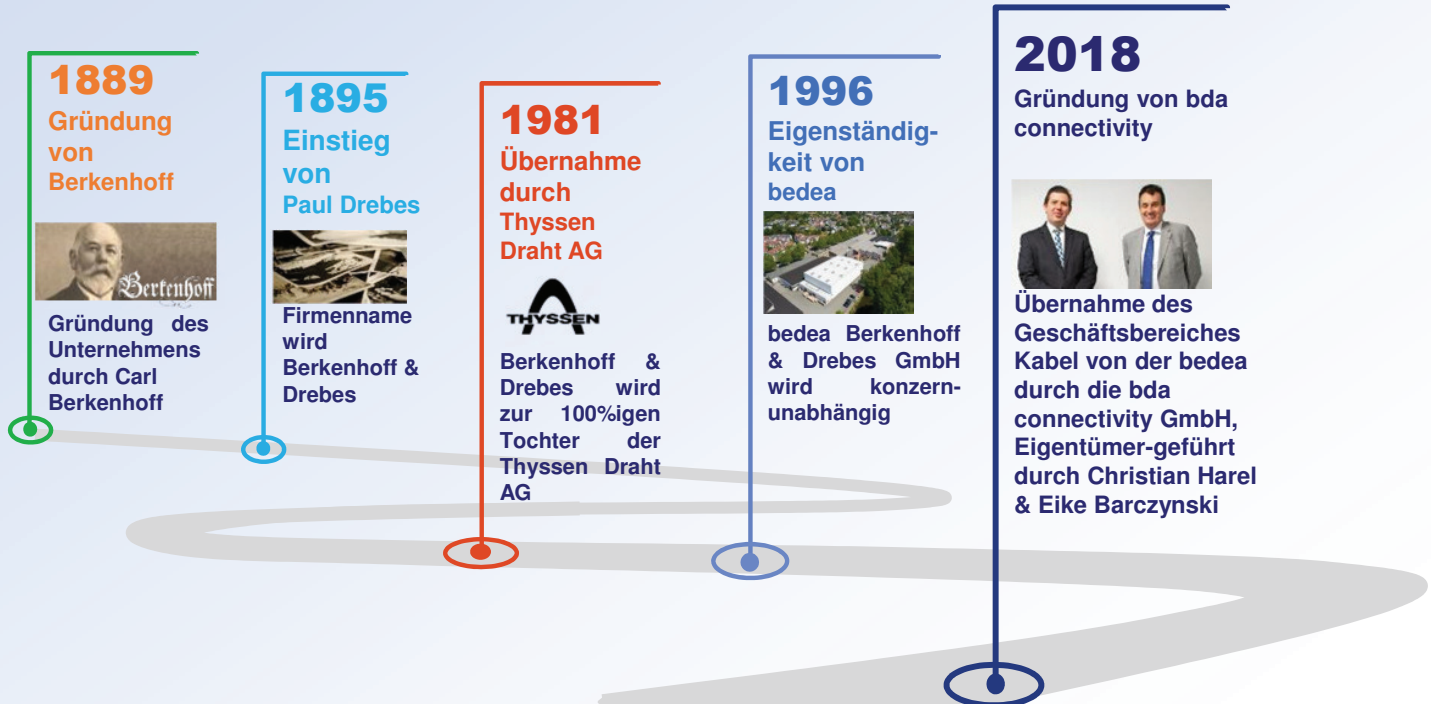 1889
Gründung
von
Berkenhoff
Berkenhoff
Gründung des
Unternehmens
durch Carl
Berkenhoff
1895
Einstieg
von
Paul Drebes
Firmenname
wird
Berkenhoff &
Drebes
1981
Übernahme
durch
Thyssen
Draht AG
THYSSEN
Berkenhoff &
Drebes wird
zur 100%igen
Tochter der
Thyssen Draht
AG
1996
Eigenständig-
keit von
bedea
bedea Berkenhoff
& Drebes GmbH
wird konzern-
unabhängig
2018
Gründung von bda
connectivity
Übernahme des
Geschäftsbereiches
Kabel von der bedea
durch die bda
connectivity GmbH,
Eigentümer-geführt
durch Christian Harel
& Eike Barczynski